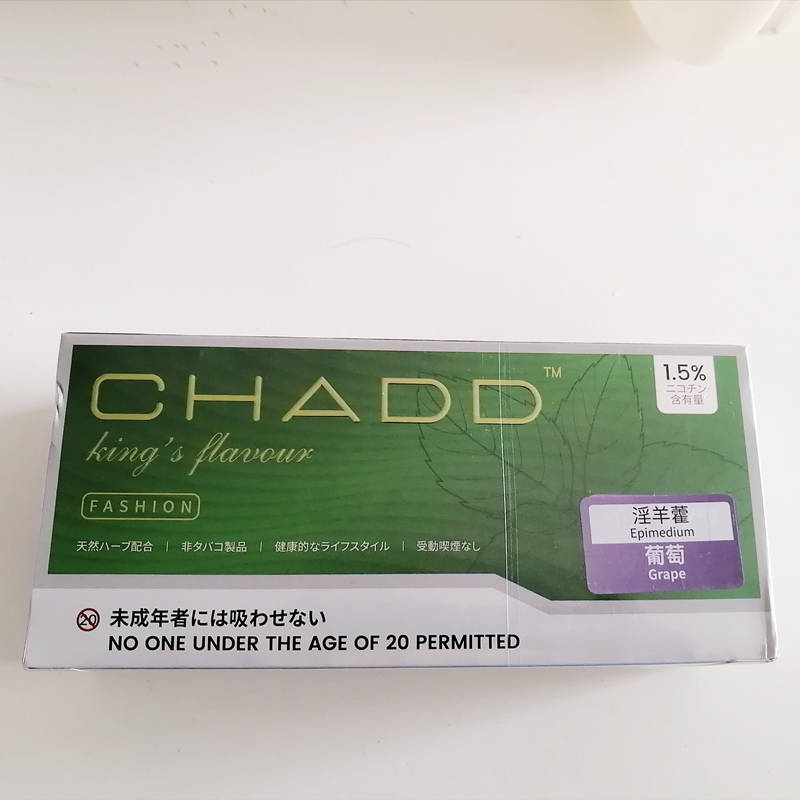 CHADD™
king's flavour
FASHION
天然ハーブ配合 | 非タバコ製品 | 健康的なライフスタイル | 受動喫煙なし
1.5%
ニコチン
含有量
淫羊藿
Epimedium
葡萄
Grape
20 未成年者には吸わせない
NO ONE UNDER THE AGE OF 20 PERMITTED